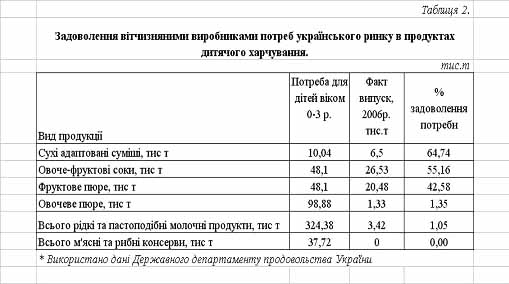 Таблиця 2.
Задоволення вітчизняними виробниками потреб українського ринку в продуктах
дитячого харчування.
тис.т
Вид продукції | Потреба для дітей віком 0-3 р. | Факт випуск, 2006р. тис.т | % задоволення потреби
Сухі адаптовані суміші, тис т | 10,04 | 6,5 | 64,74
Овоче-фруктові соки, тис т | 48,1 | 26,53 | 55,16
Фруктове пюре, тис т | 48,1 | 20,48 | 42,58
Овочеве пюре, тис т | 98,88 | 1,33 | 1,35
Всього рідкі та пастоподібні молочні продукти, тис т | 324,38 | 3,42 | 1,05
Всього м'ясні та рибні консерви, тис т | 37,72 | 0 | 0,00
* Використано дані Державного департаменту продовольства України